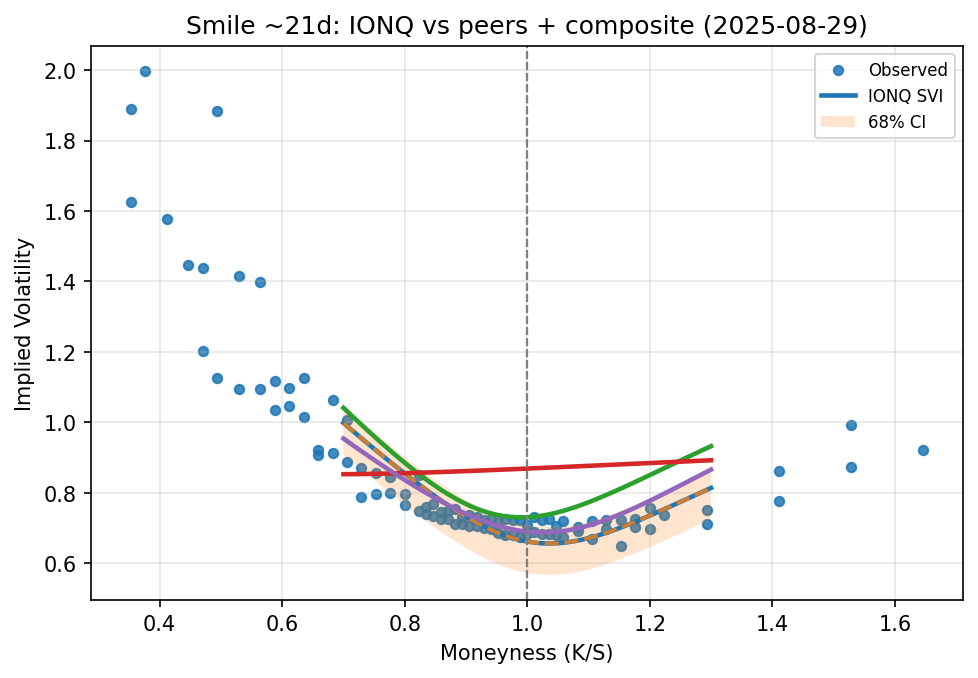 Smile ~21d: IONQ vs peers + composite (2025-08-29)
Observed
IONQ SVI
68% CI
Implied Volatility
2.0
1.8
1.6
1.4
1.2
1.0
0.8
0.6
0.4
0.6
0.8
1.0
1.2
1.4
1.6
Moneyness (K/S)